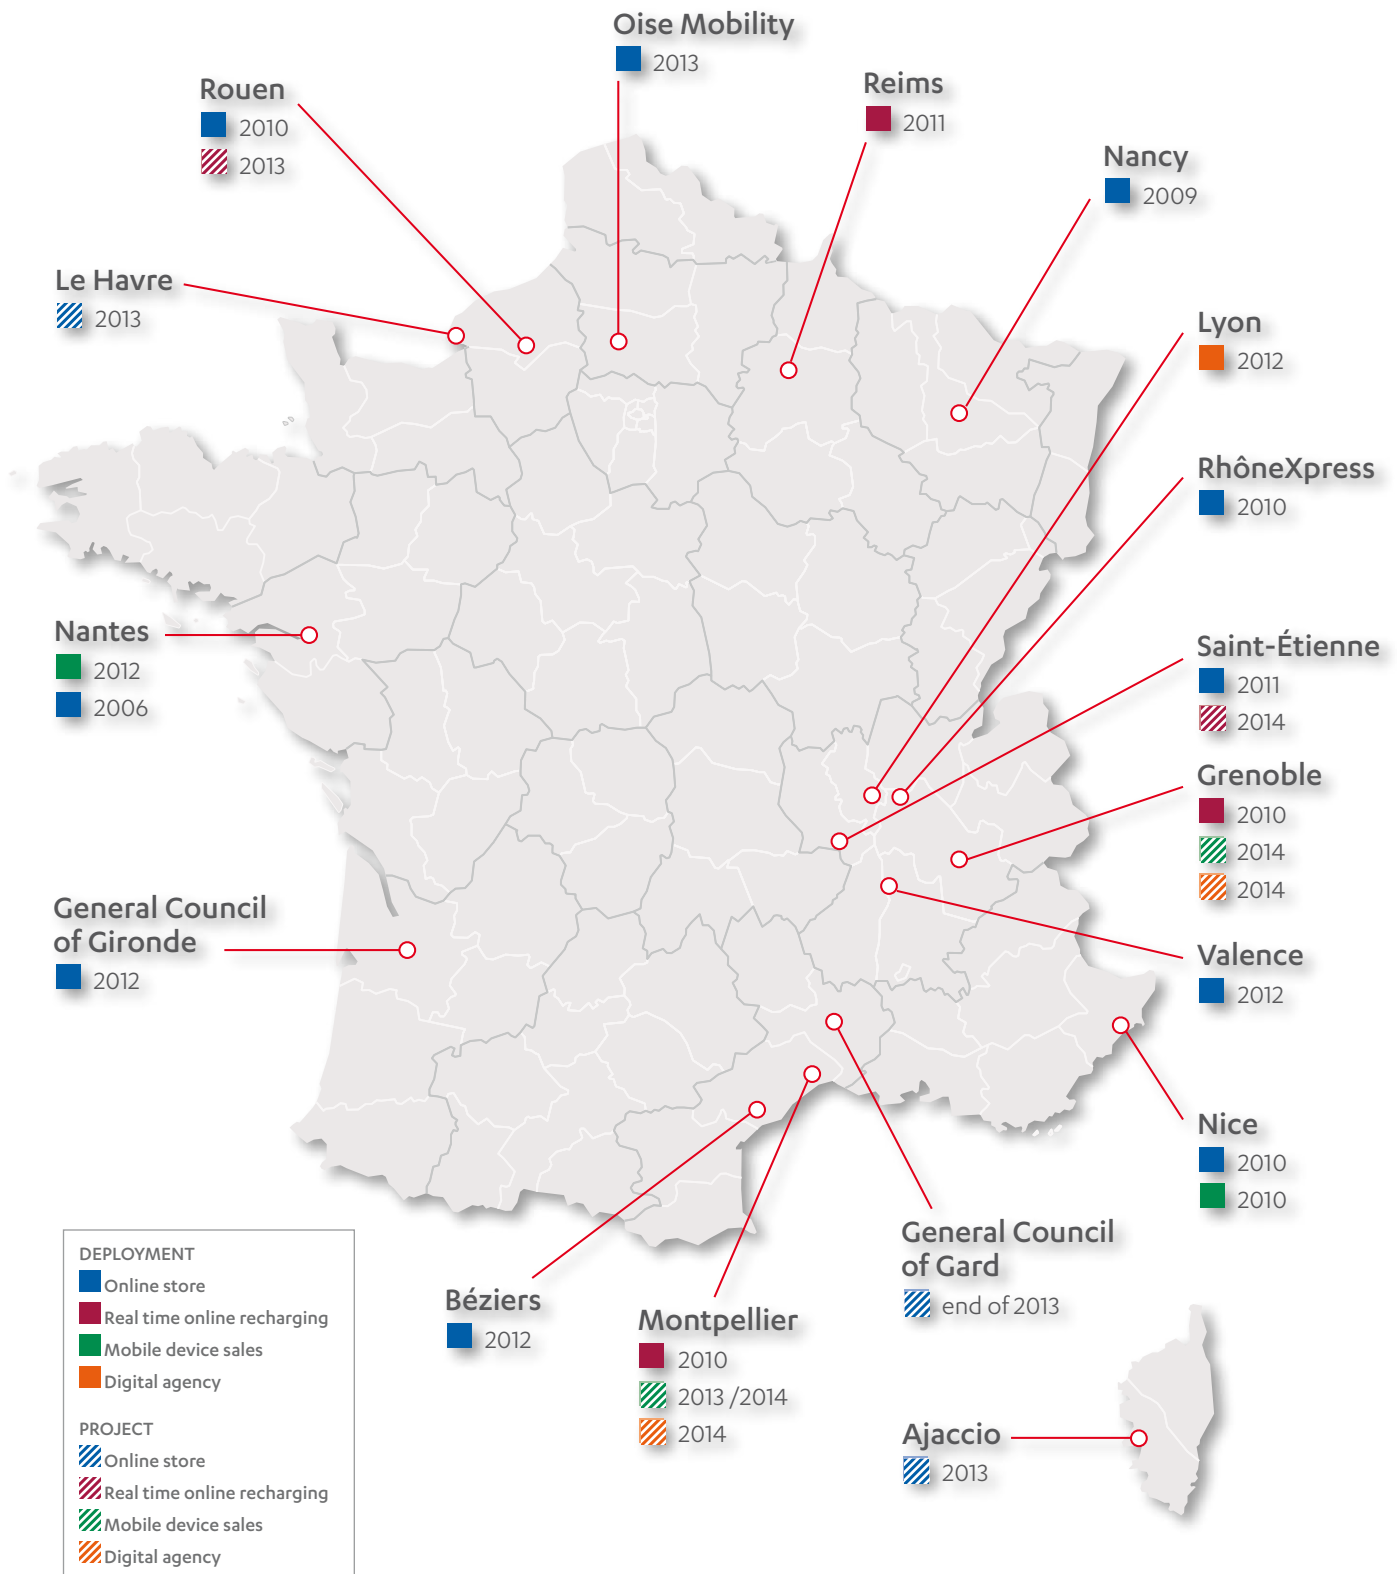 Oise Mobility
2013
Rouen
2010
2013
Reims
2011
Nancy
2009
Le Havre
2013
Lyon
2012
RhôneXpress
2010
Nantes
2012
2006
Saint-Étienne
2011
2014
Grenoble
2010
2014
2014
General Council
of Gironde
2012
Valence
2012
Nice
2010
2010
General Council
of Gard
end of 2013
Béziers
2012
Montpellier
2010
2013 /2014
2014
Ajaccio
2013
DEPLOYMENT
Online store
Real time online recharging
Mobile device sales
Digital agency
PROJECT
Online store
Real time online recharging
Mobile device sales
Digital agency